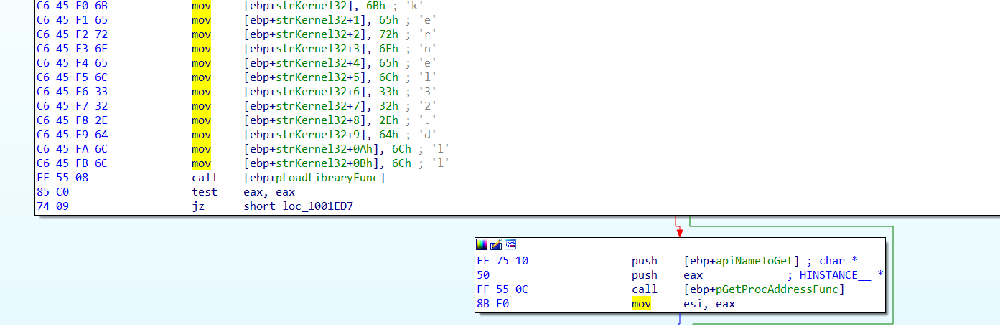 C6 45 F0 6B mov [ebp+strKernel32], 6Bh ; 'k'
C6 45 F1 65 mov [ebp+strKernel32+1], 65h ; 'e'
C6 45 F2 72 mov [ebp+strKernel32+2], 72h ; 'r'
C6 45 F3 6E mov [ebp+strKernel32+3], 6Eh ; 'n'
C6 45 F4 65 mov [ebp+strKernel32+4], 65h ; 'e'
C6 45 F5 6C mov [ebp+strKernel32+5], 6Ch ; 'l'
C6 45 F6 33 mov [ebp+strKernel32+6], 33h ; '3'
C6 45 F7 32 mov [ebp+strKernel32+7], 32h ; '2'
C6 45 F8 2E mov [ebp+strKernel32+8], 2Eh ; '.'
C6 45 F9 64 mov [ebp+strKernel32+9], 64h ; 'd'
C6 45 FA 6C mov [ebp+strKernel32+0Ah], 6Ch ; 'l'
C6 45 FB 6C mov [ebp+strKernel32+0Bh], 6Ch ; 'l'
FF 55 08 call [ebp+pLoadLibraryFunc]
85 C0 test eax, eax
74 09 jz short loc_1001ED7
FF 75 10 push [ebp+apiNameToGet] ; char *
50 push eax ; HINSTANCE__ *
FF 55 0C call [ebp+pGetProcAddressFunc]
8B F0 mov esi, eax